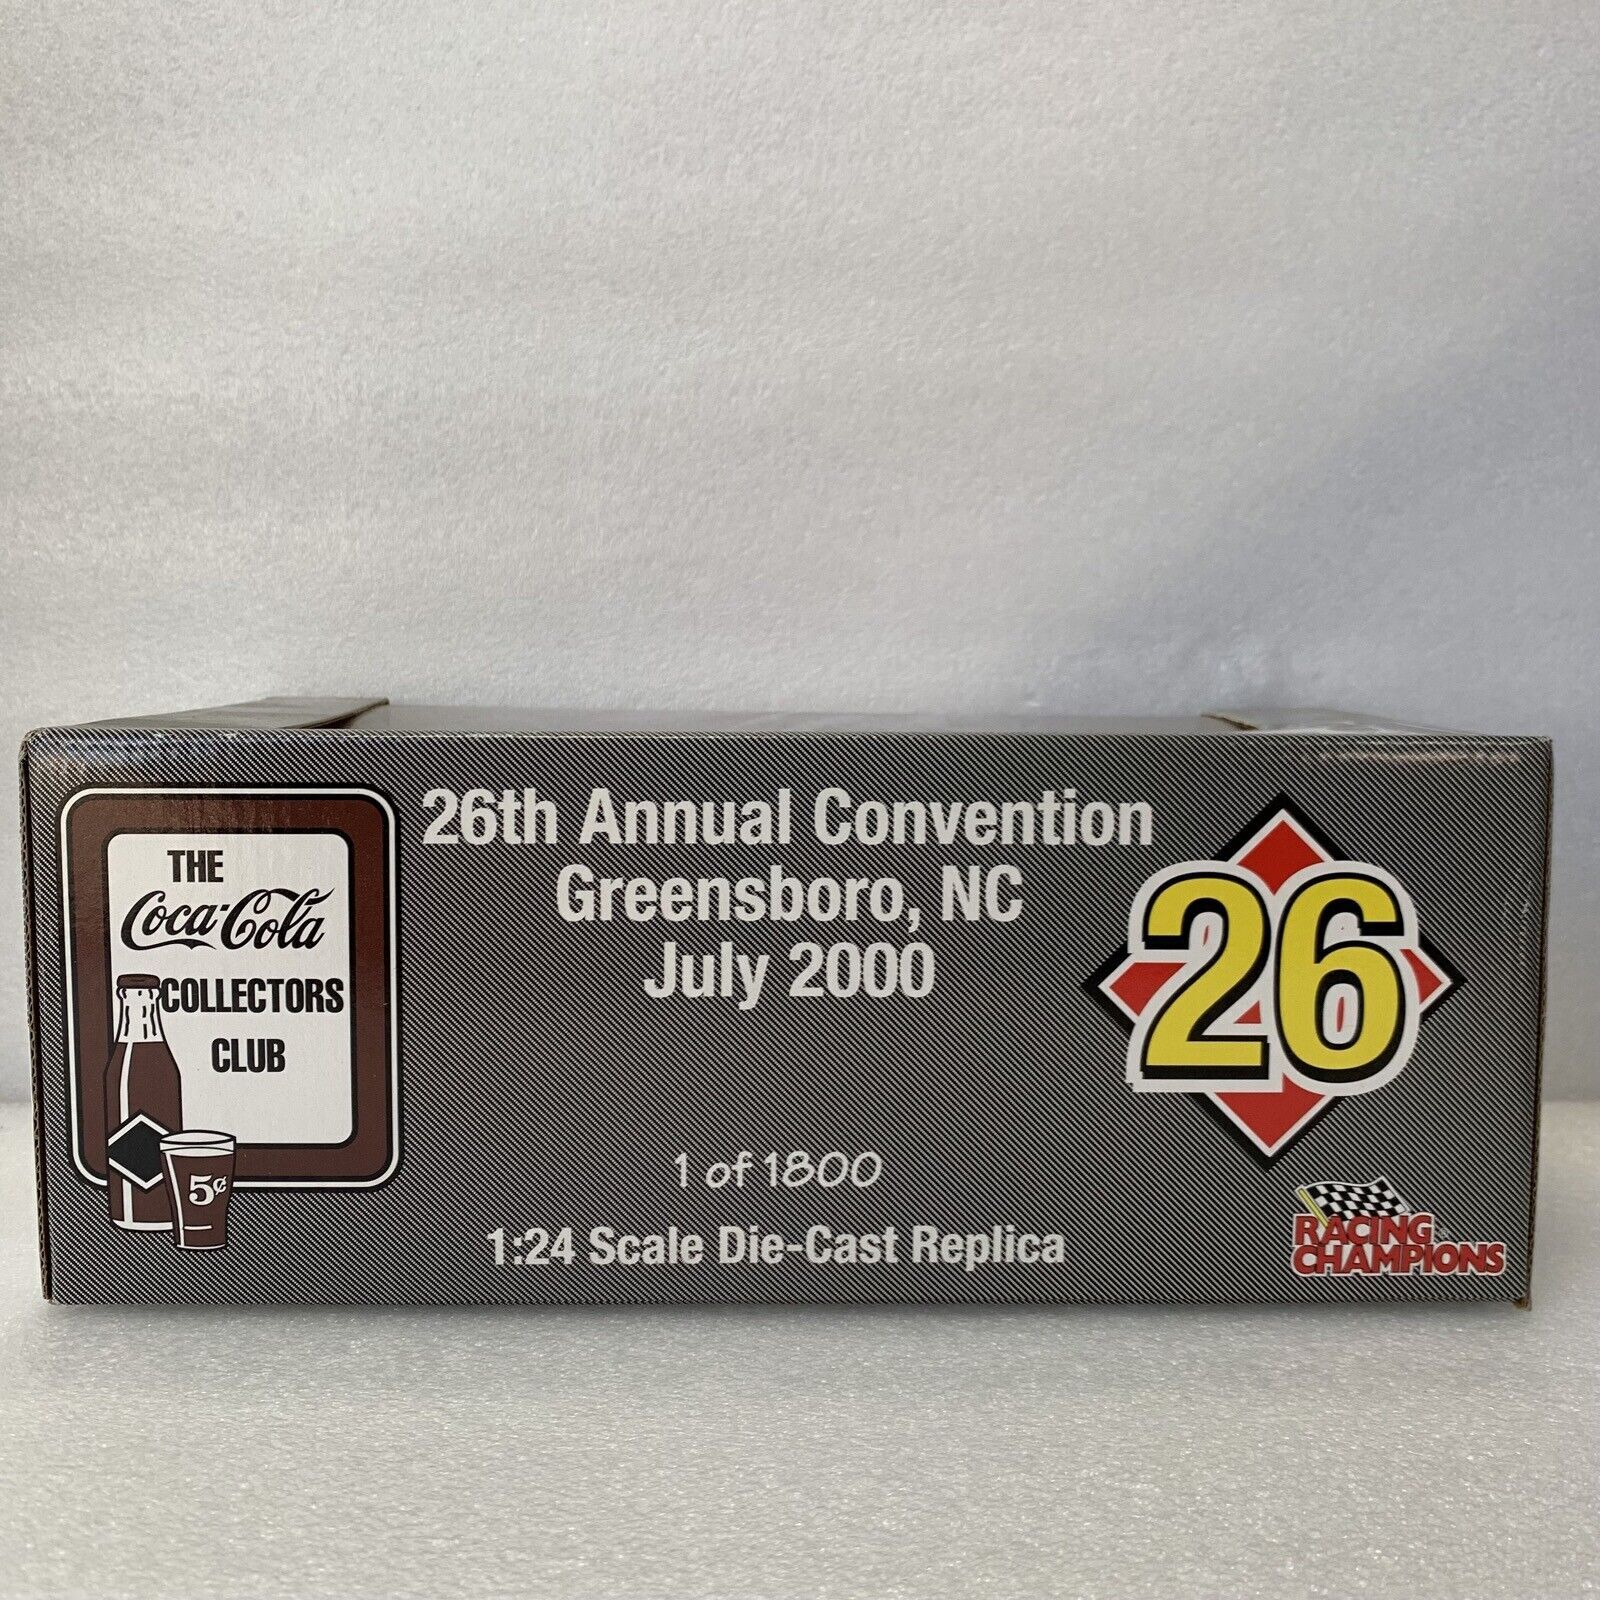 THE
Coca-Cola
COLLECTORS
CLUB
5¢
26th Annual Convention
Greensboro, NC
July 2000
1 of 1800
1:24 Scale Die-Cast Replica
26
RACING
CHAMPIONS